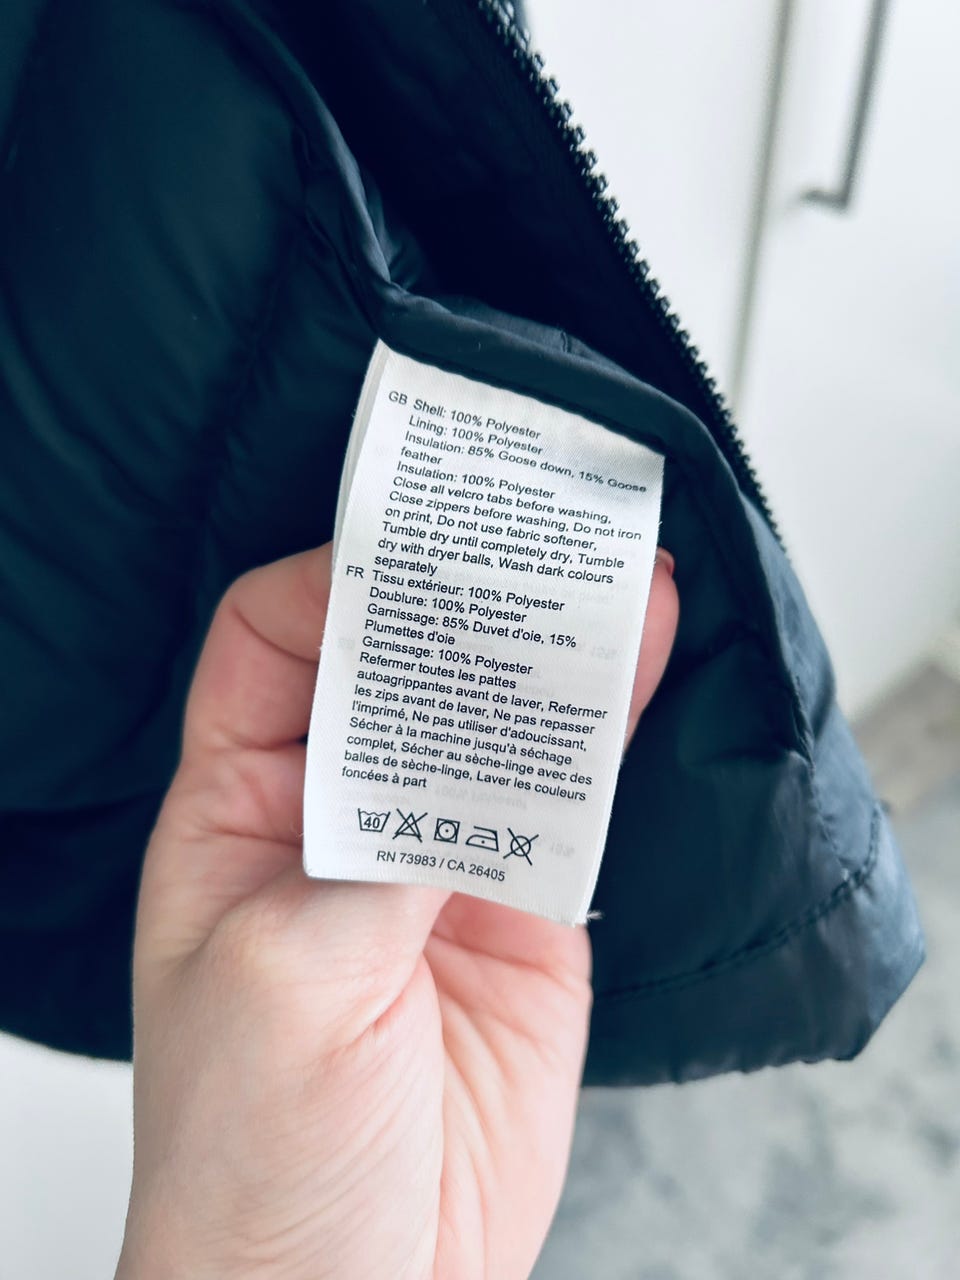 GB Shell: 100% Polyester
Lining: 100% Polyester
Insulation: 85% Goose down, 15% Goose
feather
Insulation: 100% Polyester
Close all velcro tabs before washing,
Close zippers before washing, Do not iron
on print, Do not use fabric softener,
Tumble dry until completely dry, Tumble
dry with dryer balls, Wash dark colours
separately
FR Tissu extérieur: 100% Polyester
Doublure: 100% Polyester
Garnissage: 85% Duvet d'oie, 15%
Plumettes d'oie
Garnissage: 100% Polyester
Refermer toutes les pattes
autoagrippantes avant de laver, Refermer
les zips avant de laver, Ne pas repasser
l'imprimé, Ne pas utiliser d'adoucissant,
Sécher à la machine jusqu'à séchage
complet, Sécher au sèche-linge avec des
balles de sèche-linge, Laver les couleurs
foncées à part
40
RN 73983 / CA 26405